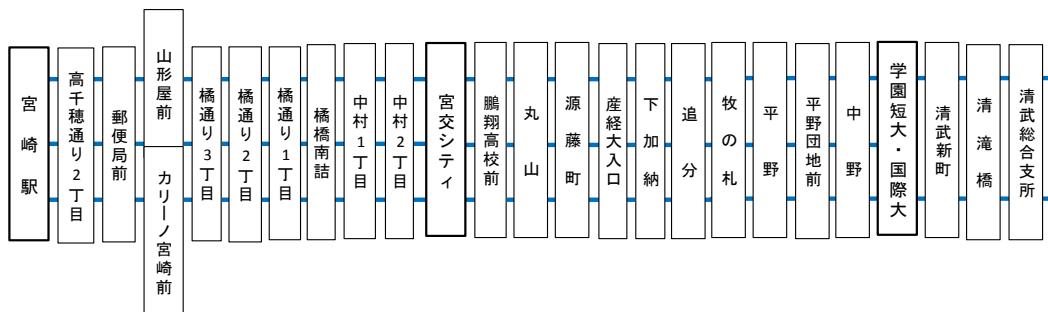 宮崎駅
高千穂通り2丁目
郵便局前
山形屋前
カリーノ宮崎前
橘通り3丁目
橘通り2丁目
橘通り1丁目
橘橋南詰
中村1丁目
中村2丁目
宮交シティ
鵬翔高校前
丸山
源藤町
産経大入口
下加納
追分
牧の札
平野
平野団地前
中野
学園短大・国際大
清武新町
清滝橋
清武総合支所